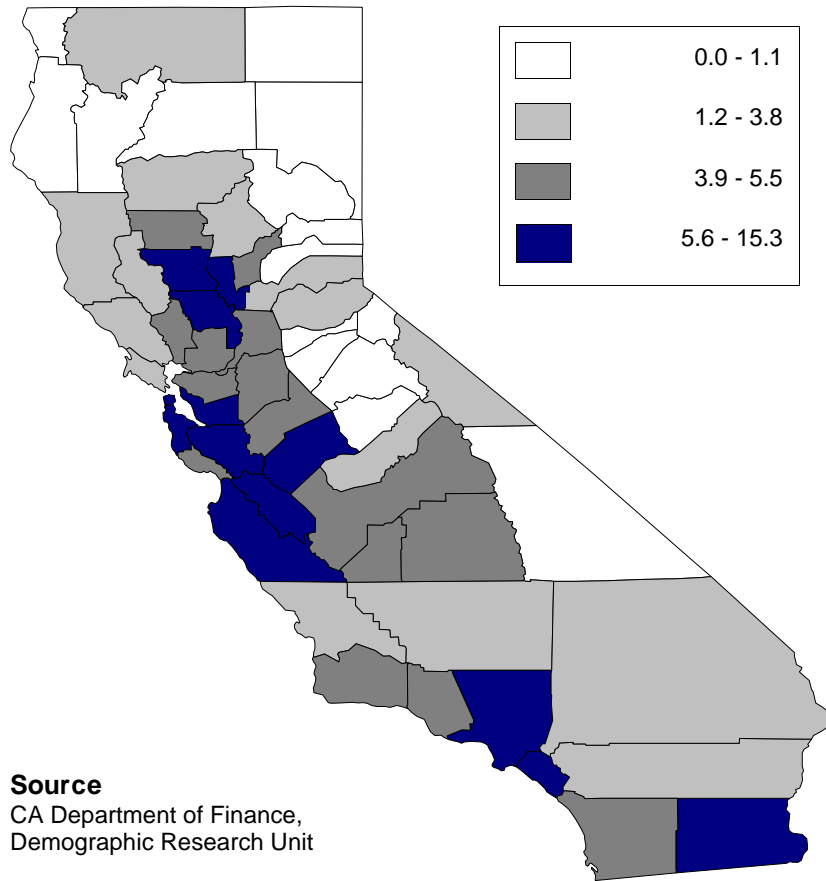 0.0 - 1.1
1.2 - 3.8
3.9 - 5.5
5.6 - 15.3
Source
CA Department of Finance,
Demographic Research Unit